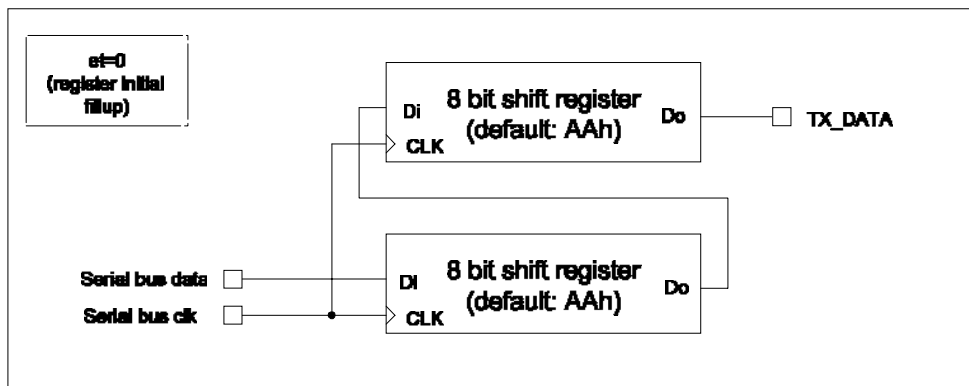 et=0
(register initial
fillup)
8 bit shift register
(default: AAh)
Di
CLK
Do
TX_DATA
8 bit shift register
(default: AAh)
Serial bus data
DI
Do
Serial bus clk
CLK